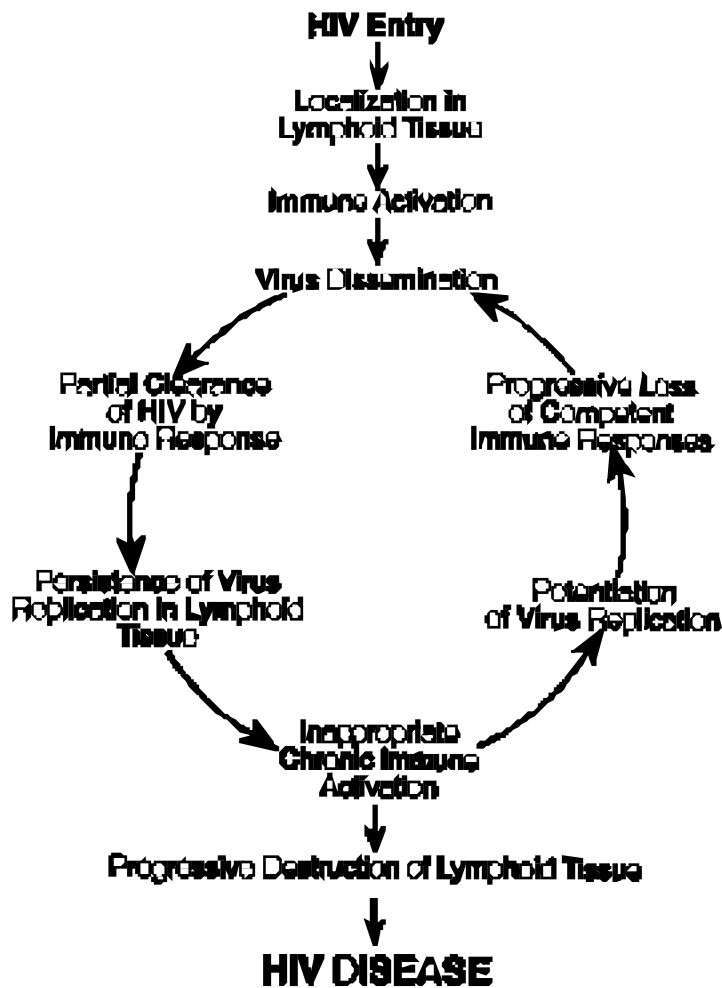 HIV Entry
Localization in
Lymphoid Tissue
Immune Activation
Virus Dissemination
Partial Clearance
of HIV by
Immune Response
Progressive Loss
of Competent
Immune Responses
Persistence of Virus
Replication in Lymphoid
Tissue
Potentiation
of Virus Replication
Inappropriate
Chronic Immune
Activation
Progressive Destruction of Lymphoid Tissue
HIV DISEASE